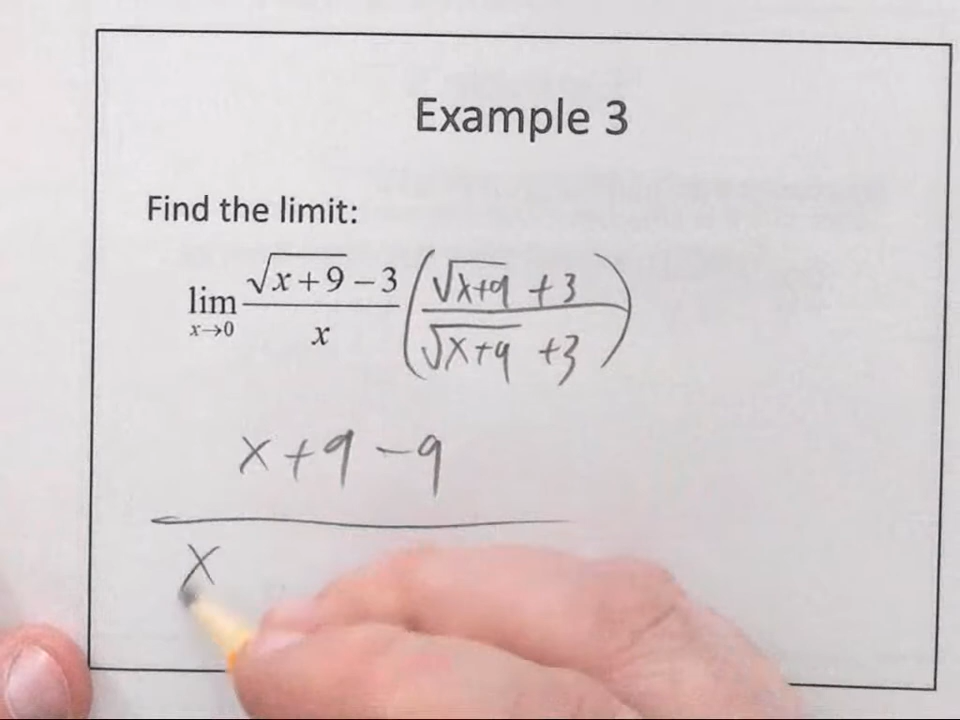 Example 3
Find the limit:
lim x→0 (√(x+9) − 3)/x ((√(x+9) + 3)/(√(x+9) + 3))
x+9−9
x